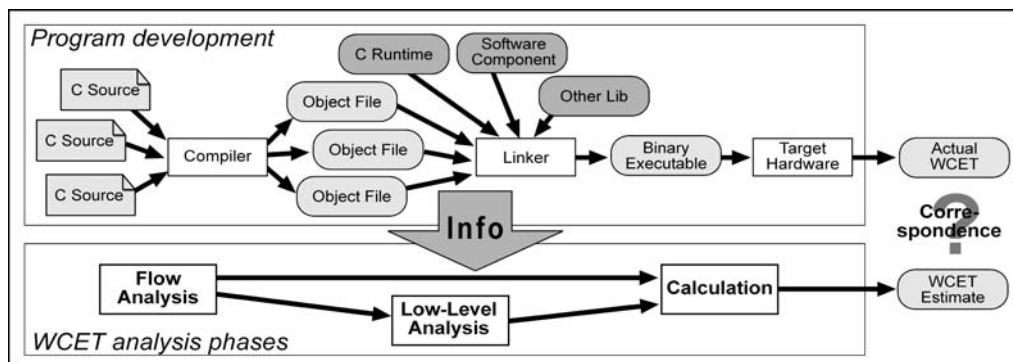 Program development
C Source
C Source
C Source
Compiler
Object File
Object File
Object File
C Runtime
Software
Component
Other Lib
Linker
Binary
Executable
Target
Hardware
Actual
WCET
Info
?
Corre-
spondence
Flow
Analysis
Low-Level
Analysis
Calculation
WCET
Estimate
WCET analysis phases